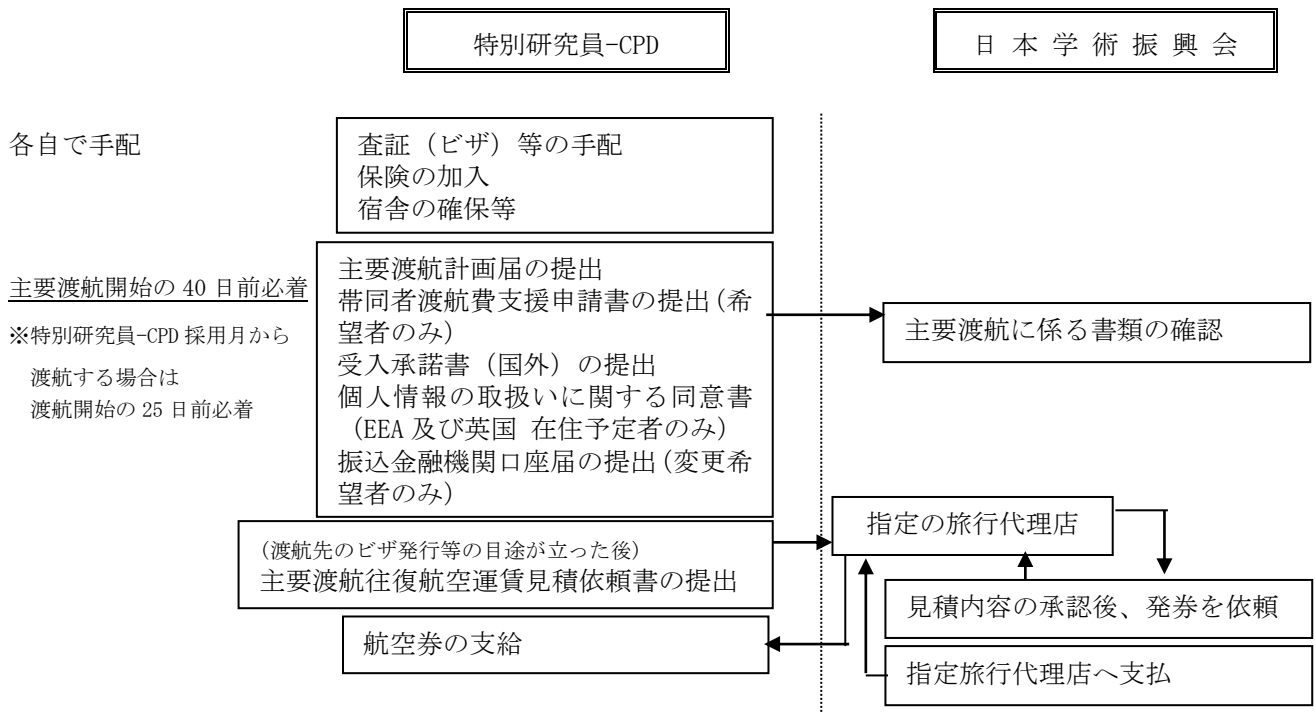 特別研究員-CPD
日本学術振興会
各自で手配
査証（ビザ）等の手配
保険の加入
宿舎の確保等
主要渡航開始の 40 日前必着
※特別研究員-CPD 採用月から
渡航する場合は
渡航開始の 25 日前必着
主要渡航計画届の提出
帯同者渡航費支援申請書の提出(希
望者のみ)
受入承諾書（国外）の提出
個人情報の取扱いに関する同意書
（EEA 及び英国 在住予定者のみ）
振込金融機関口座届の提出(変更希
望者のみ)
主要渡航に係る書類の確認
(渡航先のビザ発行等の目途が立った後)
主要渡航往復航空運賃見積依頼書の提出
指定の旅行代理店
見積内容の承認後、発券を依頼
航空券の支給
指定旅行代理店へ支払